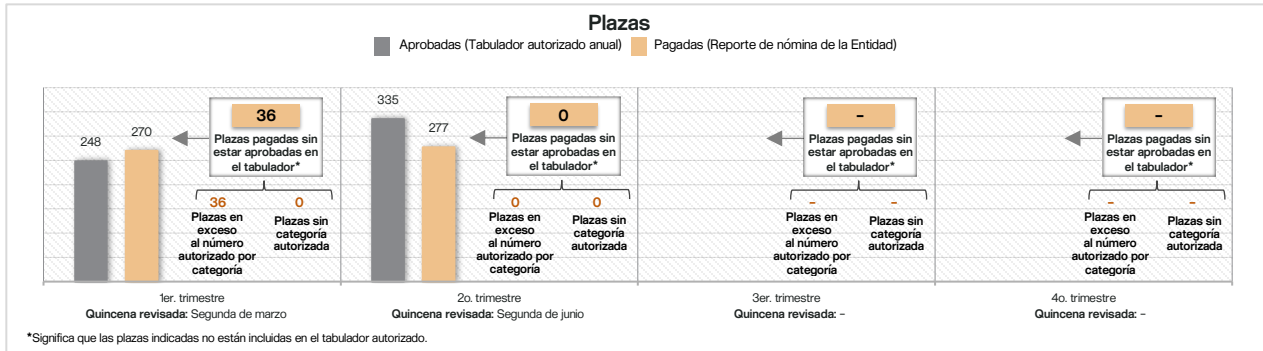 Plazas
Aprobadas (Tabulador autorizado anual) Pagadas (Reporte de nómina de la Entidad)
248
270
36
Plazas pagadas sin
estar aprobadas en
el tabulador*
36 0
Plazas en
exceso
al número
autorizado por
categoría
Plazas sin
categoría
autorizada
335
277
0
Plazas pagadas sin
estar aprobadas en
el tabulador*
0 0
Plazas en
exceso
al número
autorizado por
categoría
Plazas sin
categoría
autorizada
-
Plazas pagadas sin
estar aprobadas en
el tabulador*
- -
Plazas en
exceso
al número
autorizado por
categoría
Plazas sin
categoría
autorizada
-
Plazas pagadas sin
estar aprobadas en
el tabulador*
- -
Plazas en
exceso
al número
autorizado por
categoría
Plazas sin
categoría
autorizada
1er. trimestre
Quincena revisada: Segunda de marzo
2o. trimestre
Quincena revisada: Segunda de junio
3er. trimestre
Quincena revisada: -
4o. trimestre
Quincena revisada: -
*Significa que las plazas indicadas no están incluidas en el tabulador autorizado.